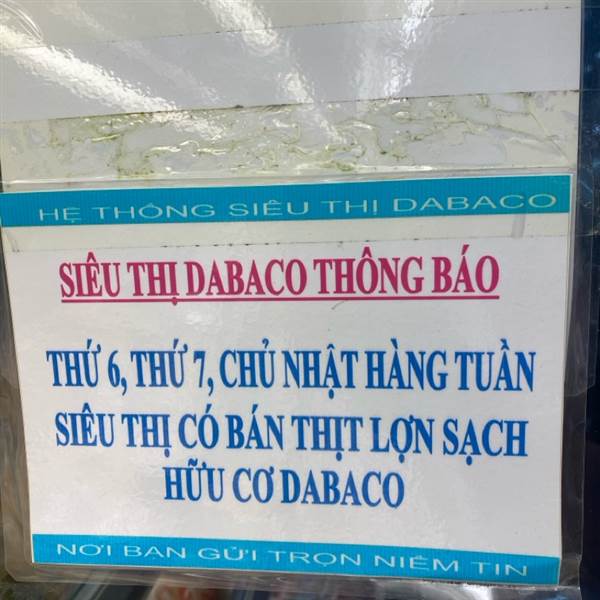 HỆ THỐNG SIÊU THỊ DABACO
SIÊU THỊ DABACO THÔNG BÁO
THỨ 6, THỨ 7, CHỦ NHẬT HÀNG TUẦN
SIÊU THỊ CÓ BÁN THỊT LỢN SẠCH
HỮU CƠ DABACO
NƠI BẠN GỬI TRỌN NIỀM TIN